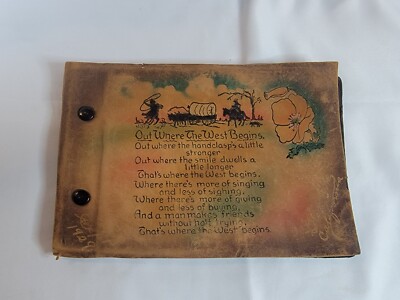 Out Where The West Begins.
Out where the handclasp's a little
stronger
Out where the smile dwells a
little longer
That's where the West begins.
Where there's more of singing
and less of sighing,
Where there's more of giving
and less of buying,
And a man makes friends
without half trying,
That's where the West begins.